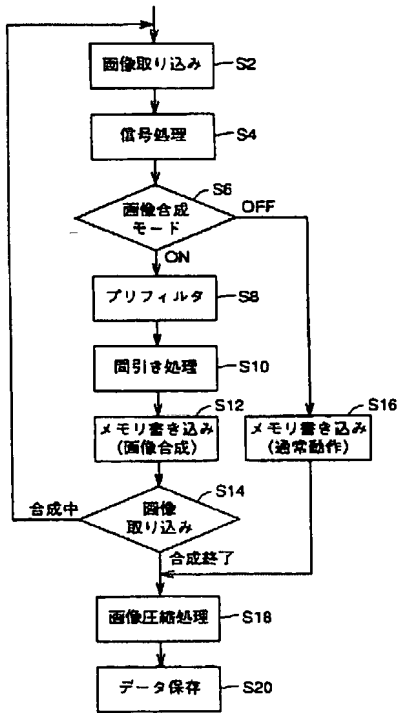 画像取り込み
S2
信号処理
S4
画像合成
モード
S6
OFF
ON
プリフィルタ
S8
間引き処理
S10
メモリ書き込み
(画像合成)
S12
メモリ書き込み
(通常動作)
S16
画像
取り込み
S14
合成中
合成終了
画像圧縮処理
S18
データ保存
S20